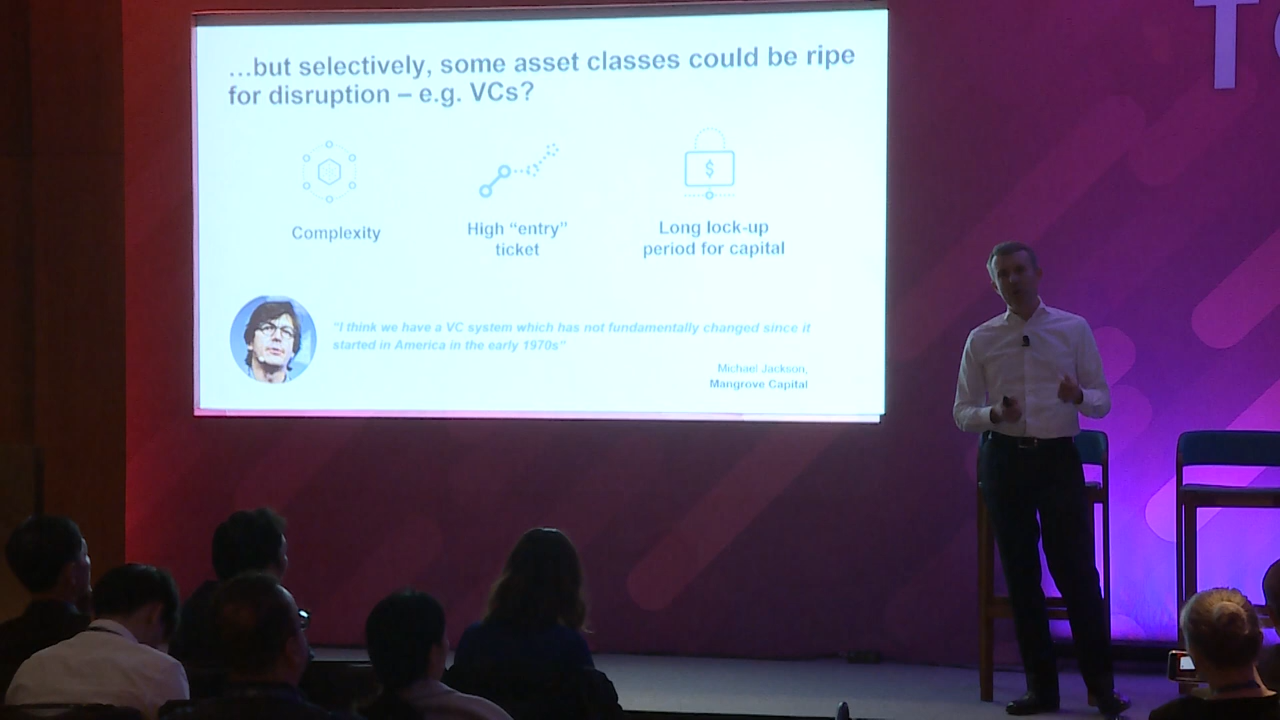 …but selectively, some asset classes could be ripe
for disruption – e.g. VCs?
$
Complexity
High “entry”
ticket
Long lock-up
period for capital
"I think we have a VC system which has not fundamentally changed since it
started in America in the early 1970s"
Michael Jackson,
Mangrove Capital
T